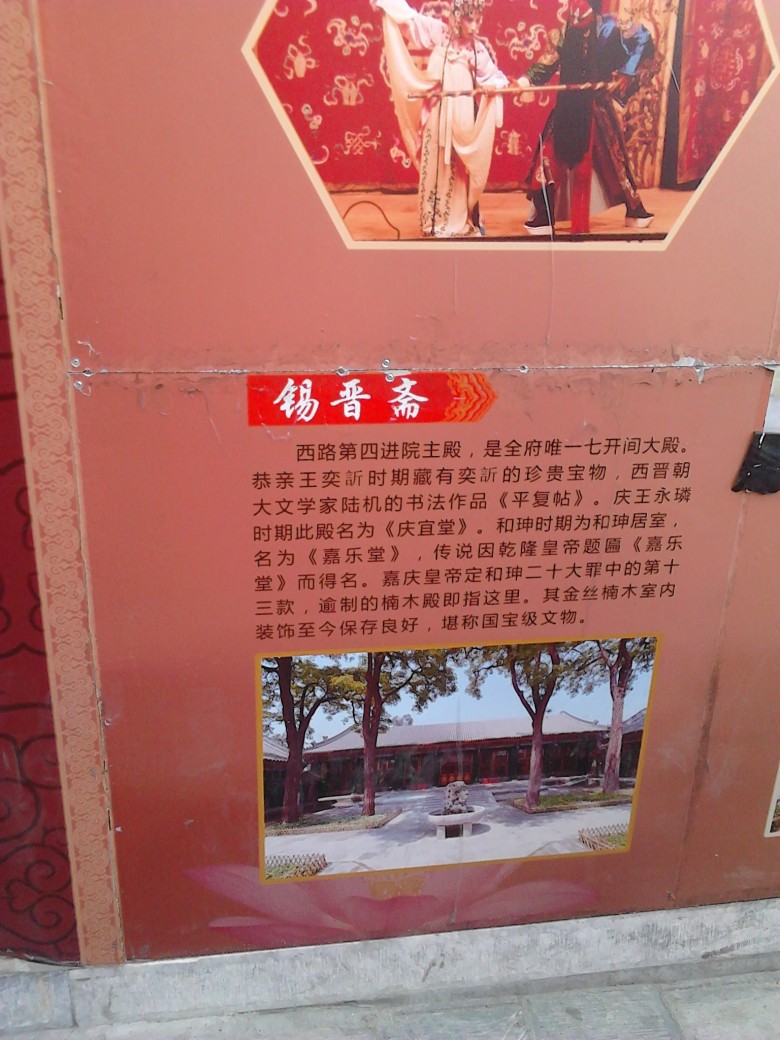 锡晋斋
西路第四进院主殿，是全府唯一七开间大殿。
恭亲王奕訢时期藏有奕訢的珍贵宝物，西晋朝
大文学家陆机的书法作品《平复帖》。庆王永璘
时期此殿名为《庆宜堂》。和珅时期为和珅居室，
名为《嘉乐堂》，传说因乾隆皇帝题匾《嘉乐
堂》而得名。嘉庆皇帝定和珅二十大罪中的第十
三款，逾制的楠木殿即指这里。其金丝楠木室内
装饰至今保存良好，堪称国宝级文物。